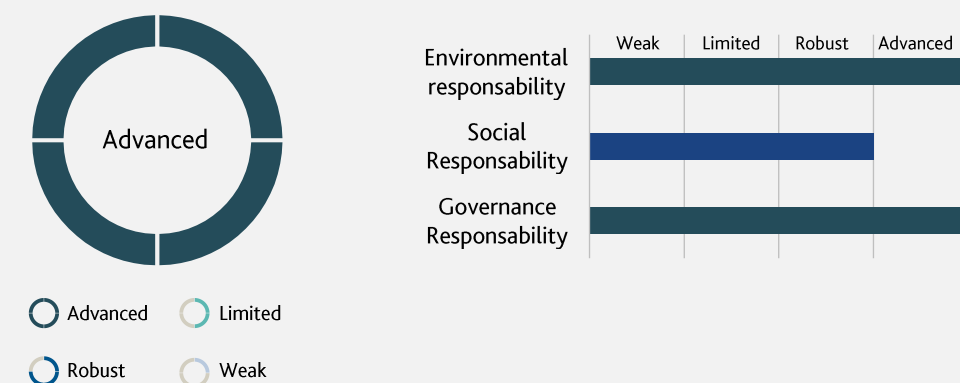 Advanced
Advanced
Limited
Robust
Weak
Weak
Limited
Robust
Advanced
Environmental
responsability
Social
Responsability
Governance
Responsability